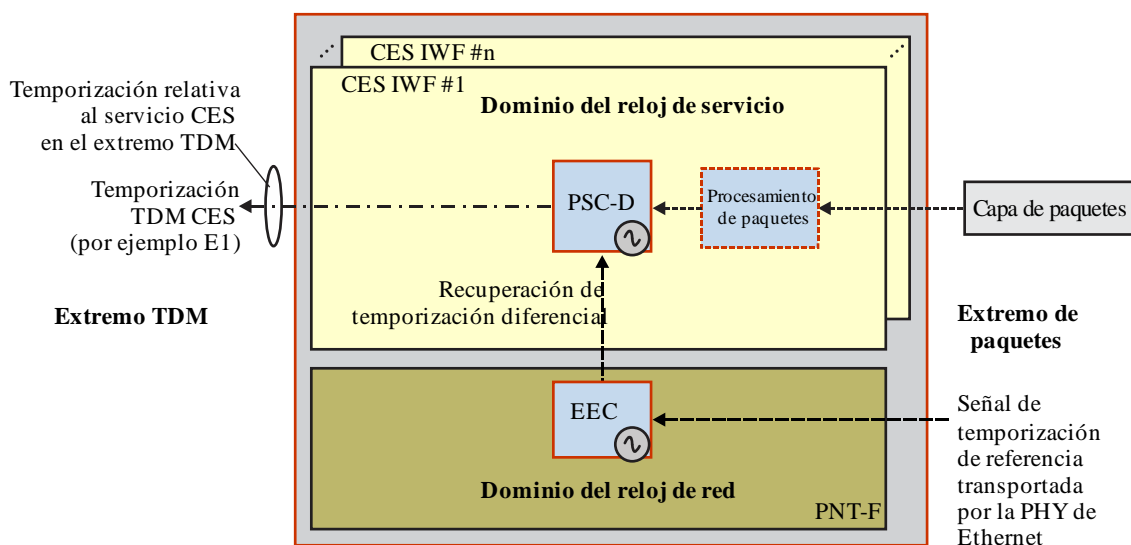 CES IWF #n
CES IWF #1
Dominio del reloj de servicio
Temporización relativa
al servicio CES
en el extremo TDM
Temporización
TDM CES
(por ejemplo E1)
PSC-D
Procesamiento
de paquetes
Capa de paquetes
Recuperación de
temporización diferencial
Extremo TDM
Extremo de
paquetes
EEC
Señal de
temporización
de referencia
transportada
por la PHY de
Ethernet
Dominio del reloj de red
PNT-F